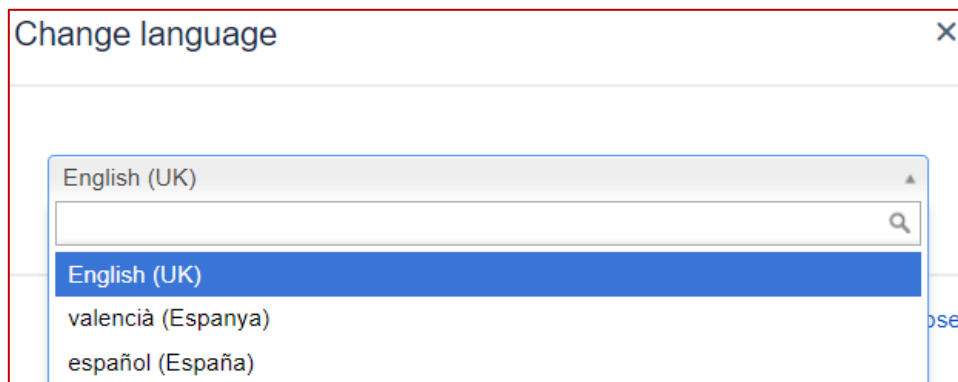 Change language
English (UK)
English (UK)
valencià (Espanya)
español (España)